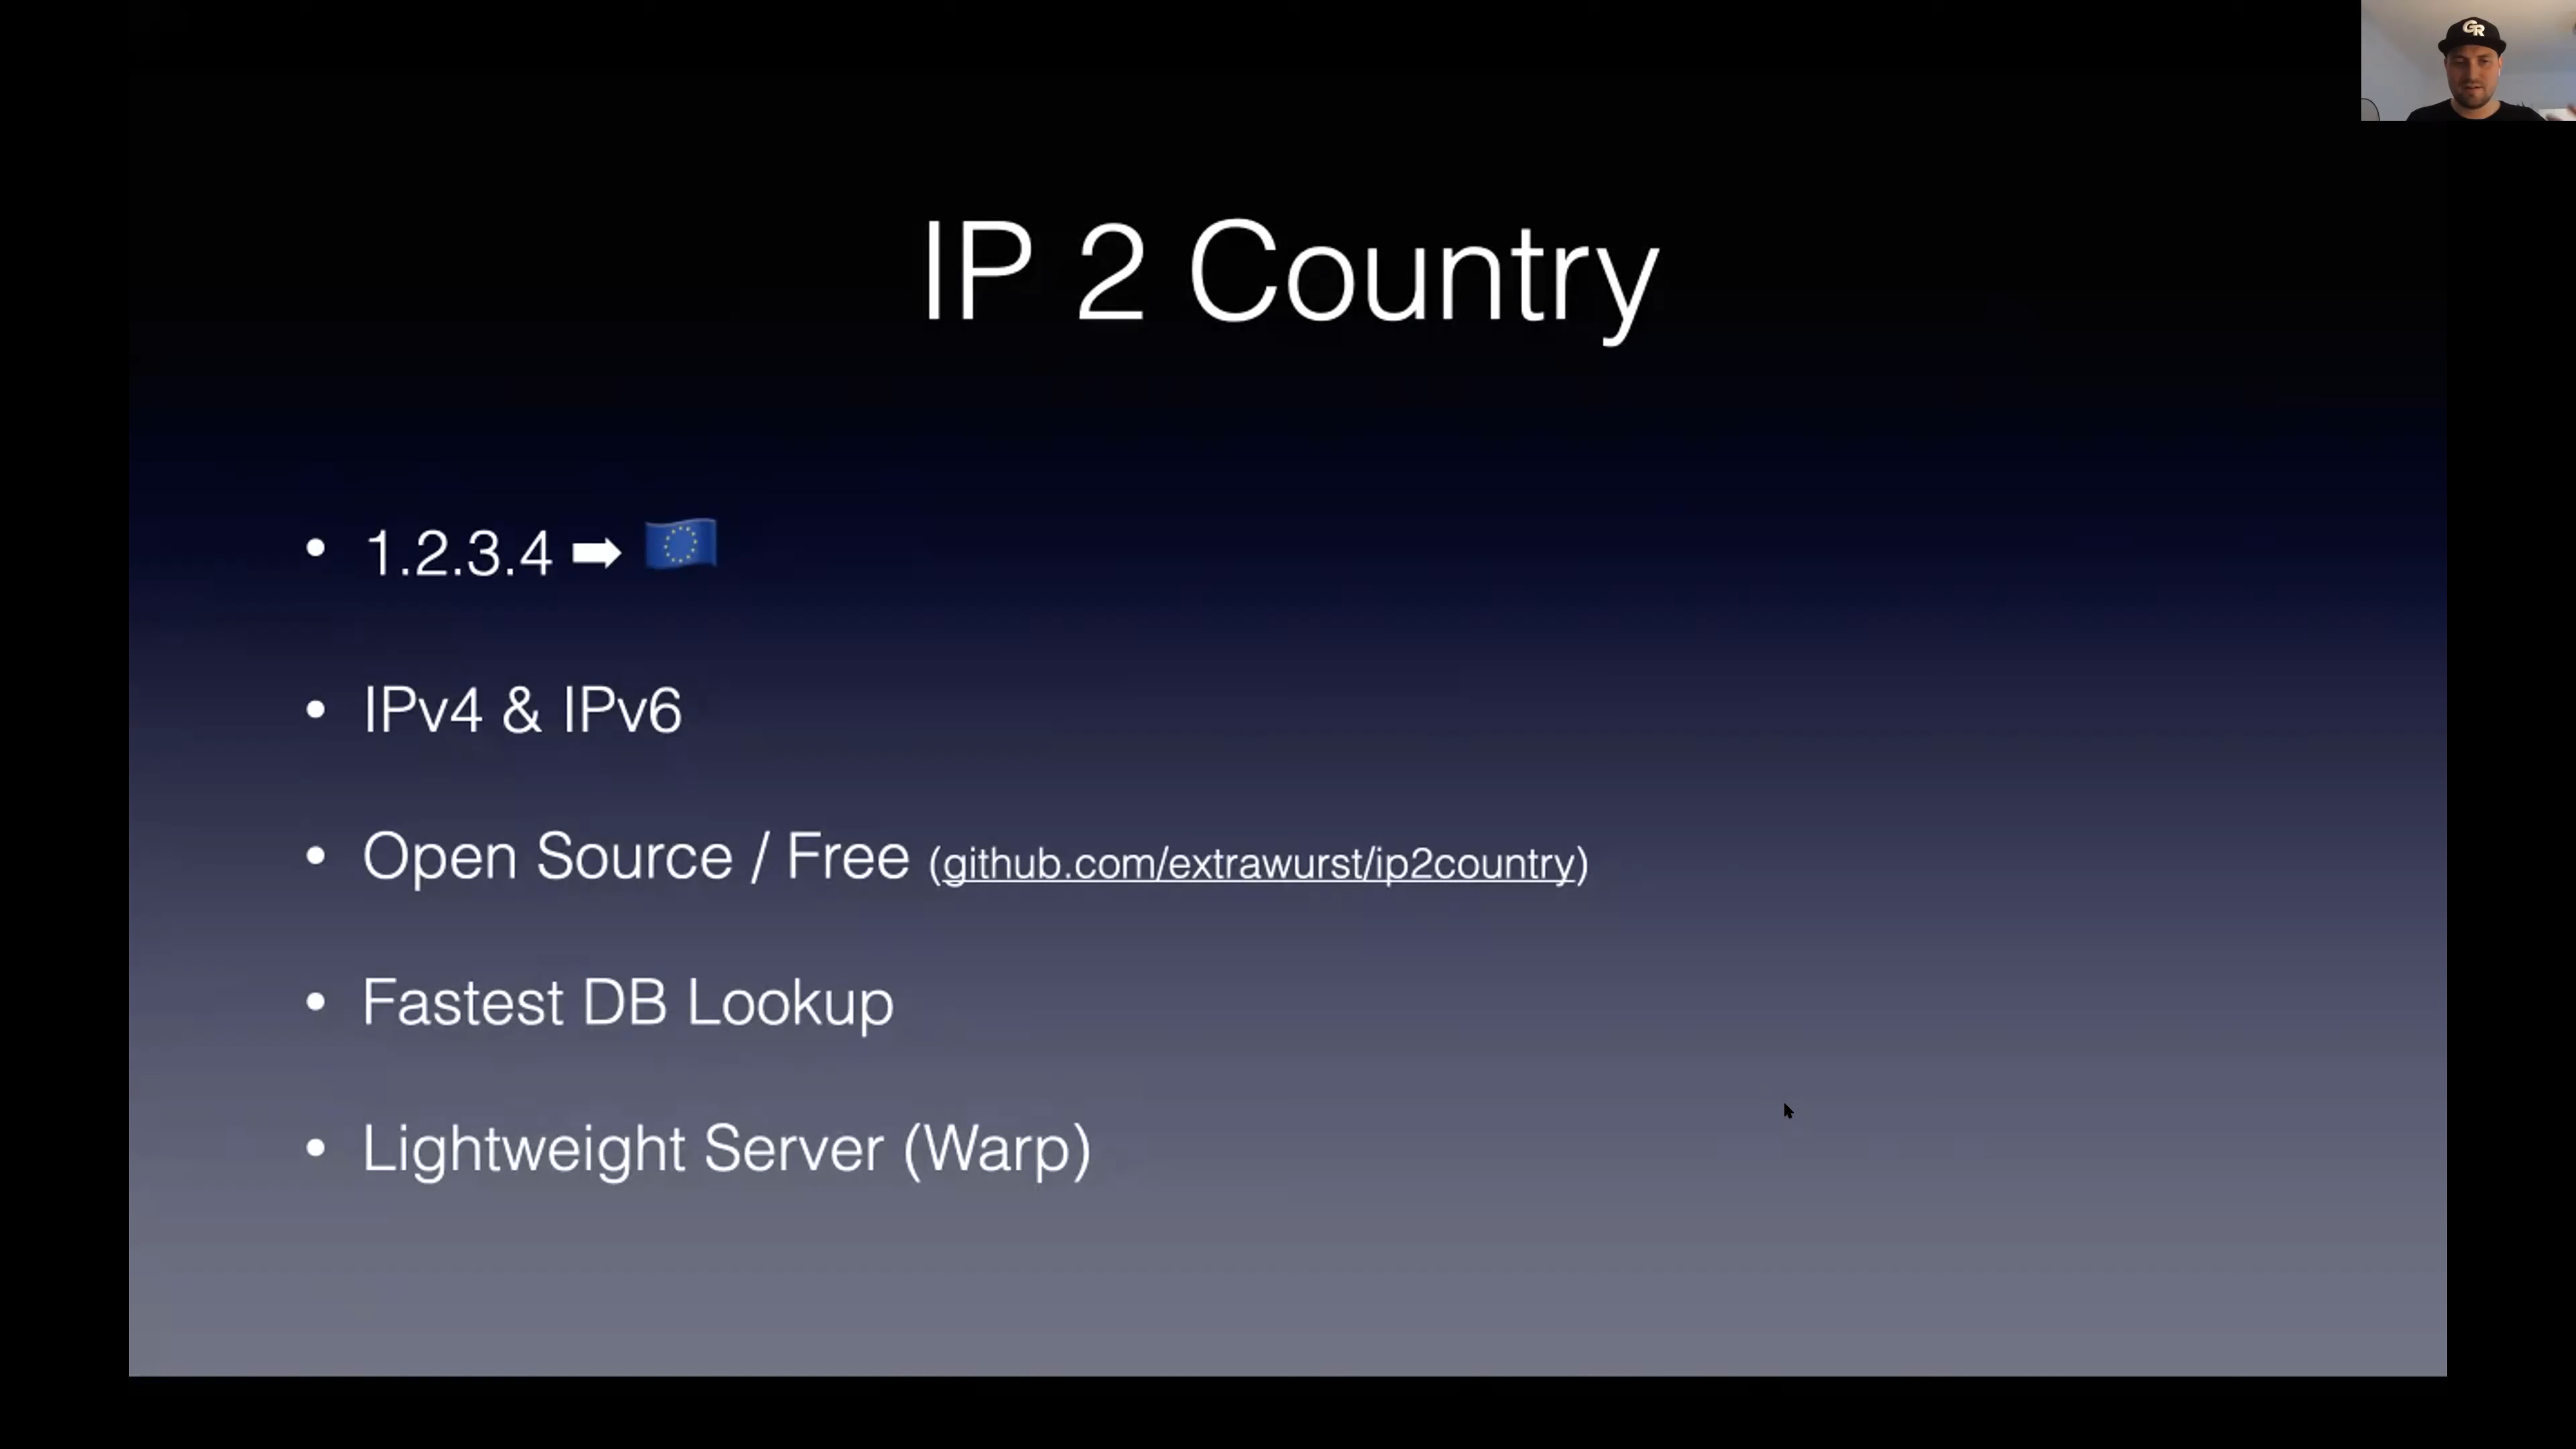 GR
IP 2 Country
• 1.2.3.4 ➡ 🇪🇺
• IPv4 & IPv6
• Open Source / Free (github.com/extrawurst/ip2country)
• Fastest DB Lookup
• Lightweight Server (Warp)